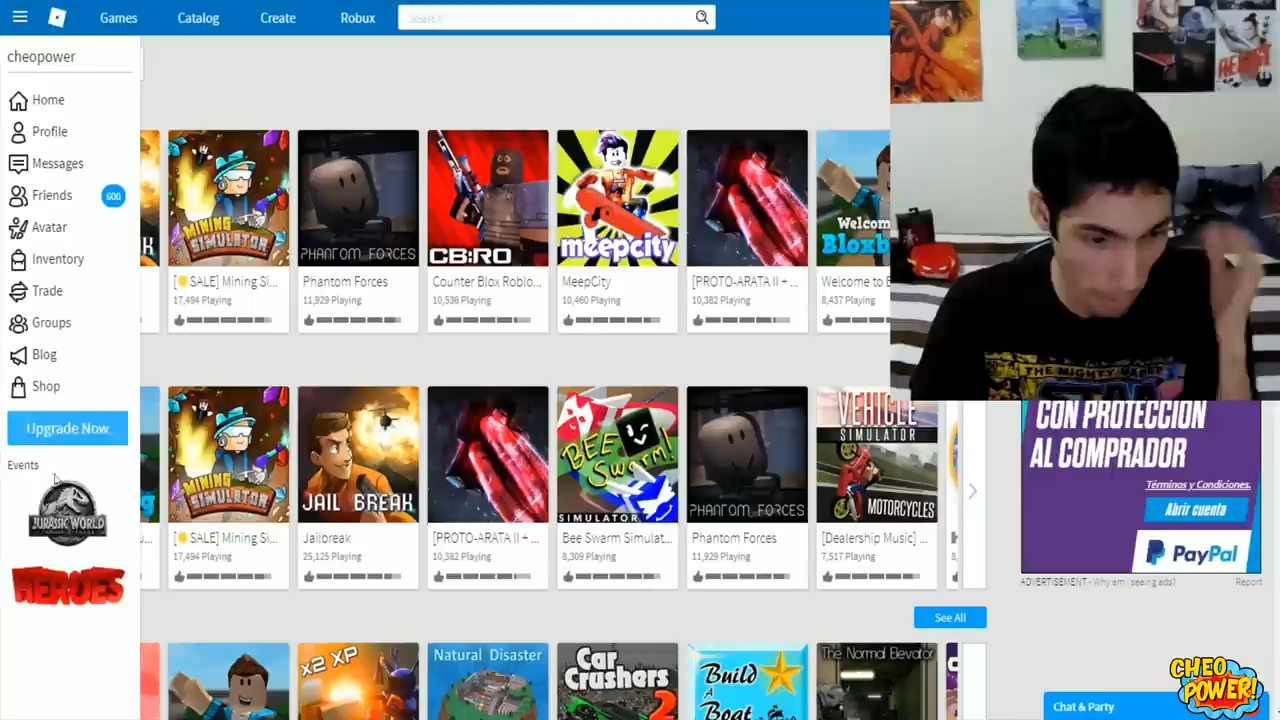 Games
Catalog
Create
Robux
Search
cheopower
Home
Profile
Messages
Friends
Avatar
Inventory
Trade
Groups
Blog
Shop
Upgrade Now
Events
JURASSIC WORLD
HEROES
MINING SIMULATOR
PHANTOM FORCES
CB:RO
meepcity
Welcom
Bloxb
[☀SALE] Mining Si...
Phantom Forces
Counter Blox Roblo...
MeepCity
[PROTO-ARATA II + ...
Welcome to B
17,494 Playing
11,929 Playing
10,536 Playing
10,460 Playing
10,382 Playing
8,437 Playing
MINING SIMULATOR
JAIL BREAK
BEE Swarm!
SIMULATOR
PHANTOM FORCES
VEHICLE SIMULATOR
MOTORCYCLES
[☀SALE] Mining Si...
Jailbreak
[PROTO-ARATA II + ...
Bee Swarm Simulat...
Phantom Forces
[Dealership Music] ...
17,494 Playing
25,125 Playing
10,382 Playing
8,309 Playing
11,929 Playing
7,517 Playing
See All
x2 XP
Natural Disaster
Car Crushers 2
Build A Boat
The Normal Elevator
THE MIGHTY
CON PROTECCIÓN
AL COMPRADOR
Términos y Condiciones.
Abrir cuenta
PayPal
ADVERTISEMENT - Why am I seeing ads?
Report
CHEO POWER!
Chat & Party